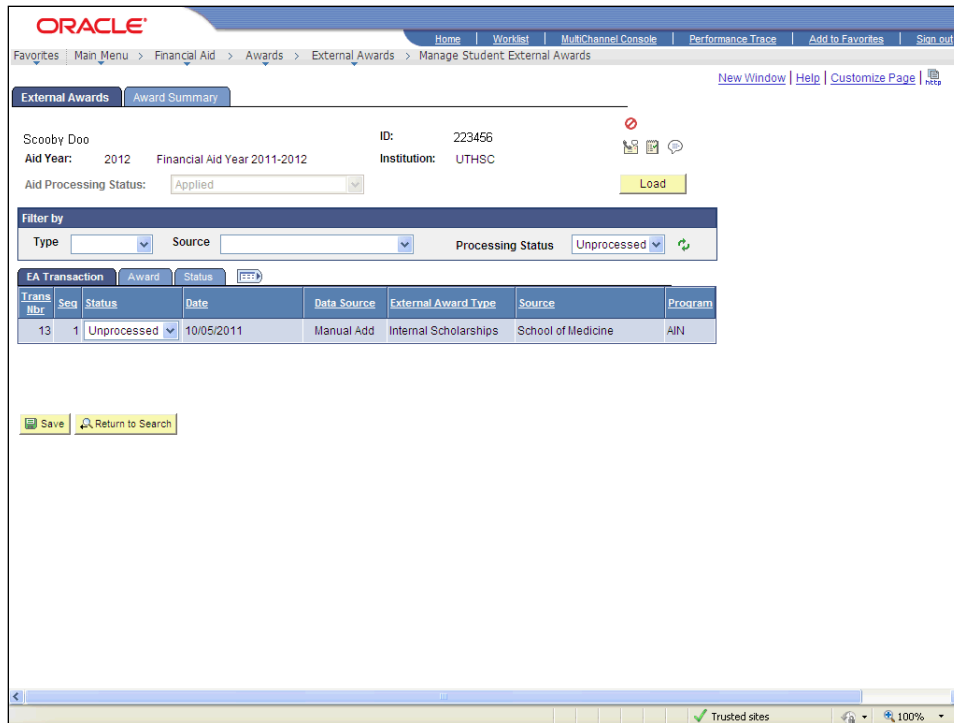 ORACLE
Home | Worklist | MultiChannel Console | Performance Trace | Add to Favorites | Sign out
Favorites Main Menu > Financial Aid > Awards > External Awards > Manage Student External Awards
New Window | Help | Customize Page | http
External Awards Award Summary
Scooby Doo ID: 223456
Aid Year: 2012 Financial Aid Year 2011-2012 Institution: UTHSC
Aid Processing Status: Applied Load
Filter by
Type Source Processing Status Unprocessed
EA Transaction Award Status
Trans Nbr Seq Status Date Data Source External Award Type Source Program
13 1 Unprocessed 10/05/2011 Manual Add Internal Scholarships School of Medicine AIN
Save Return to Search
Trusted sites 100%